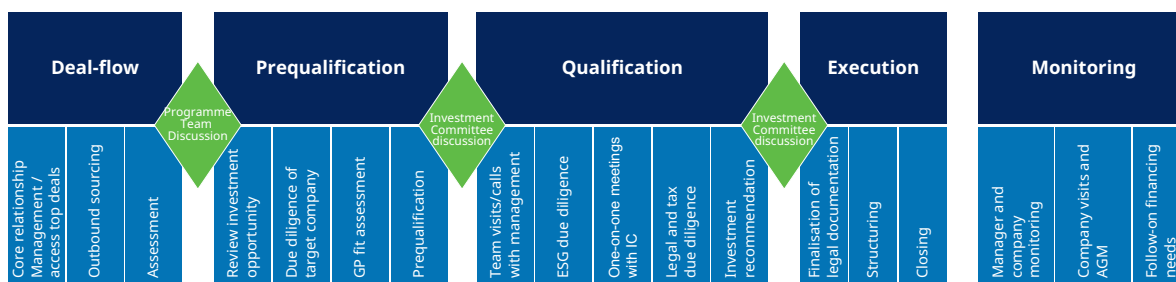 Deal-flow
Prequalification
Qualification
Execution
Monitoring
Programme
Team
Discussion
Investment
Committee
discussion
Investment
Committee
discussion
Core relationship
Management /
access top deals
Outbound sourcing
Assessment
Review investment
opportunity
Due diligence of
target company
GP fit assessment
Prequalification
Team visits/calls
with management
ESG due diligence
One-on-one meetings
with IC
Legal and tax
due diligence
Investment
recommendation
Finalisation of
legal documentation
Structuring
Closing
Manager and
company
monitoring
Company visits and
AGM
Follow-on financing
needs